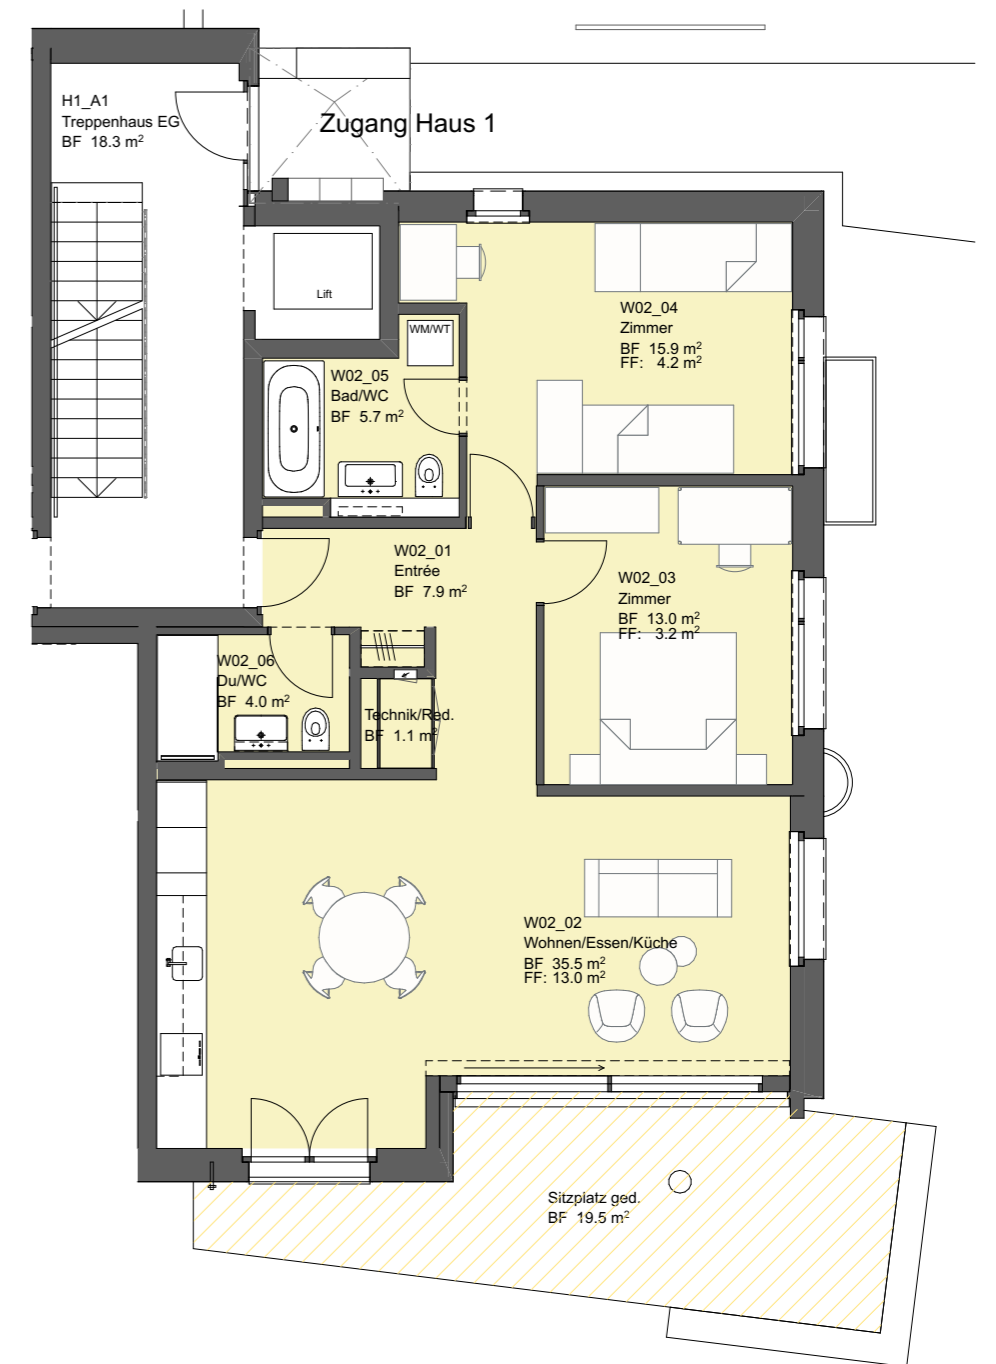 H1_A1
Treppenhaus EG
BF 18.3 m²
Zugang Haus 1
Lift
WM/WT
W02_04
Zimmer
BF 15.9 m²
FF: 4.2 m²
W02_05
Bad/WC
BF 5.7 m²
W02_01
Entrée
BF 7.9 m²
W02_03
Zimmer
BF 13.0 m²
FF: 3.2 m²
W02_06
Du/WC
BF 4.0 m²
Technik/Red.
BF 1.1 m²
W02_02
Wohnen/Essen/Küche
BF 35.5 m²
FF: 13.0 m²
Sitzplatz ged.
BF 19.5 m²